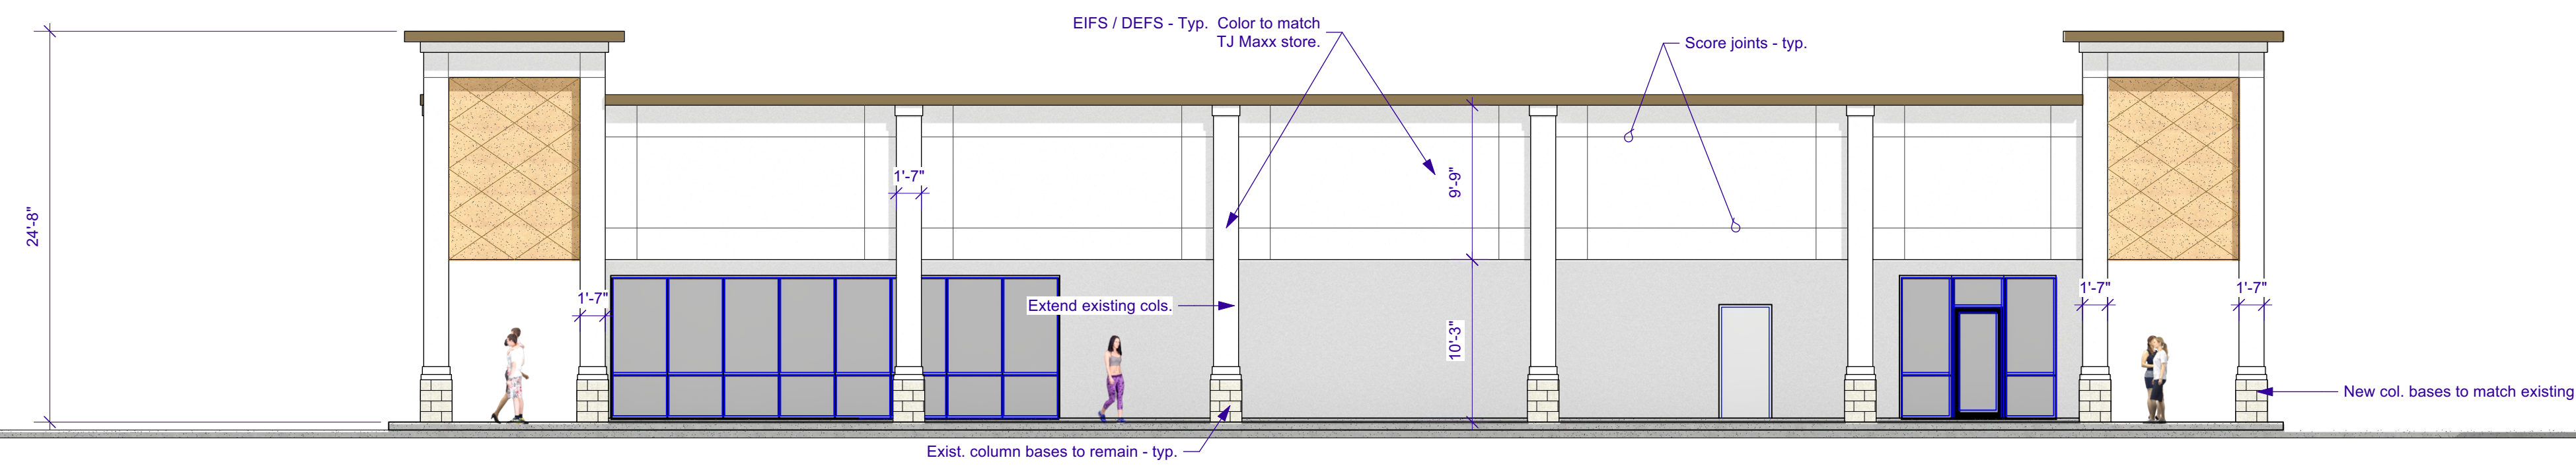 EIFS / DEFS - Typ.  Color to match
TJ Maxx store.
Score joints - typ.
24'-8"
1'-7"
9'-9"
1'-7"
1'-7"
1'-7"
Extend existing cols.
10'-3"
New col. bases to match existing
Exist. column bases to remain - typ.